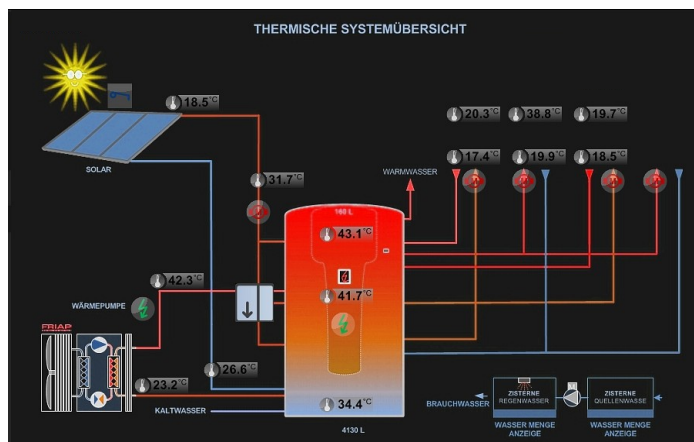 THERMISCHE SYSTEMÜBERSICHT
18.5°C
SOLAR
20.3°C
38.8°C
19.7°C
31.7°C
WARMWASSER
17.4°C
19.9°C
18.5°C
160 L
43.1°C
42.3°C
WÄRMEPUMPE
41.7°C
FRIAP
26.6°C
23.2°C
KALTWASSER
34.4°C
4130 L
BRAUCHWASSER
ZISTERNE
REGENWASSER
WASSER MENGE
ANZEIGE
ZISTERNE
QUELLENWASSE
WASSER MENGE
ANZEIGE